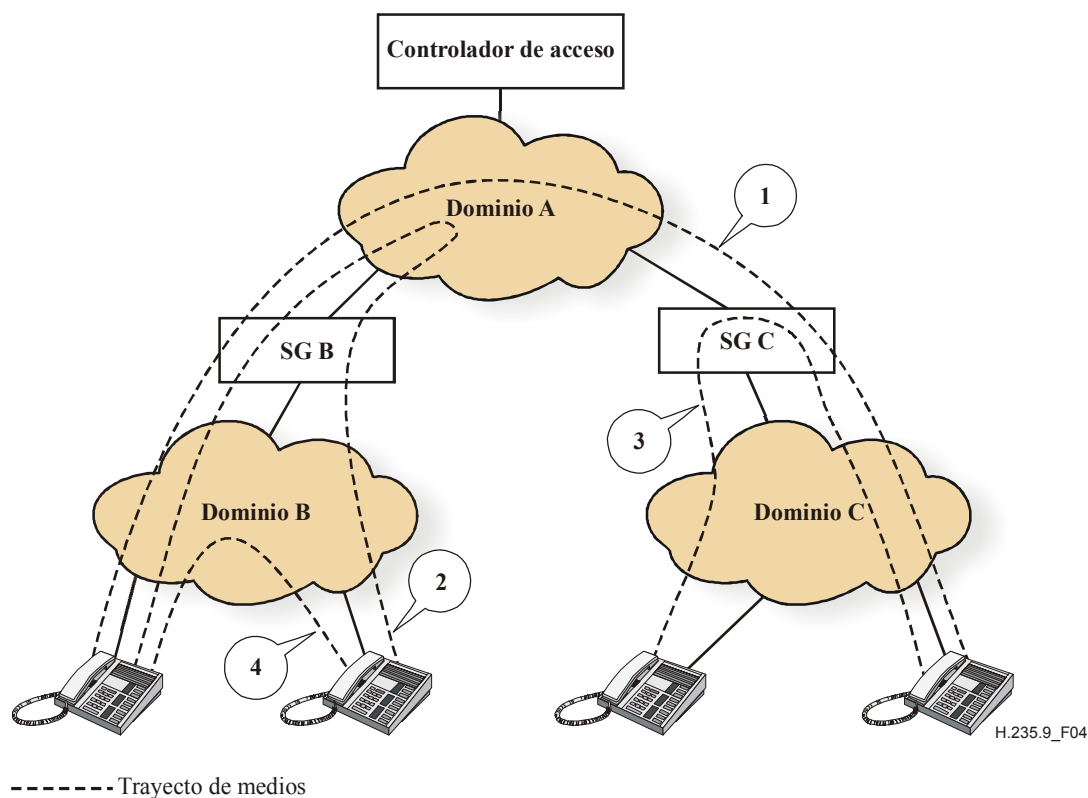 Controlador de acceso
Dominio A
1
SG B
SG C
3
Dominio B
Dominio C
2
4
H.235.9_F04
Trayecto de medios